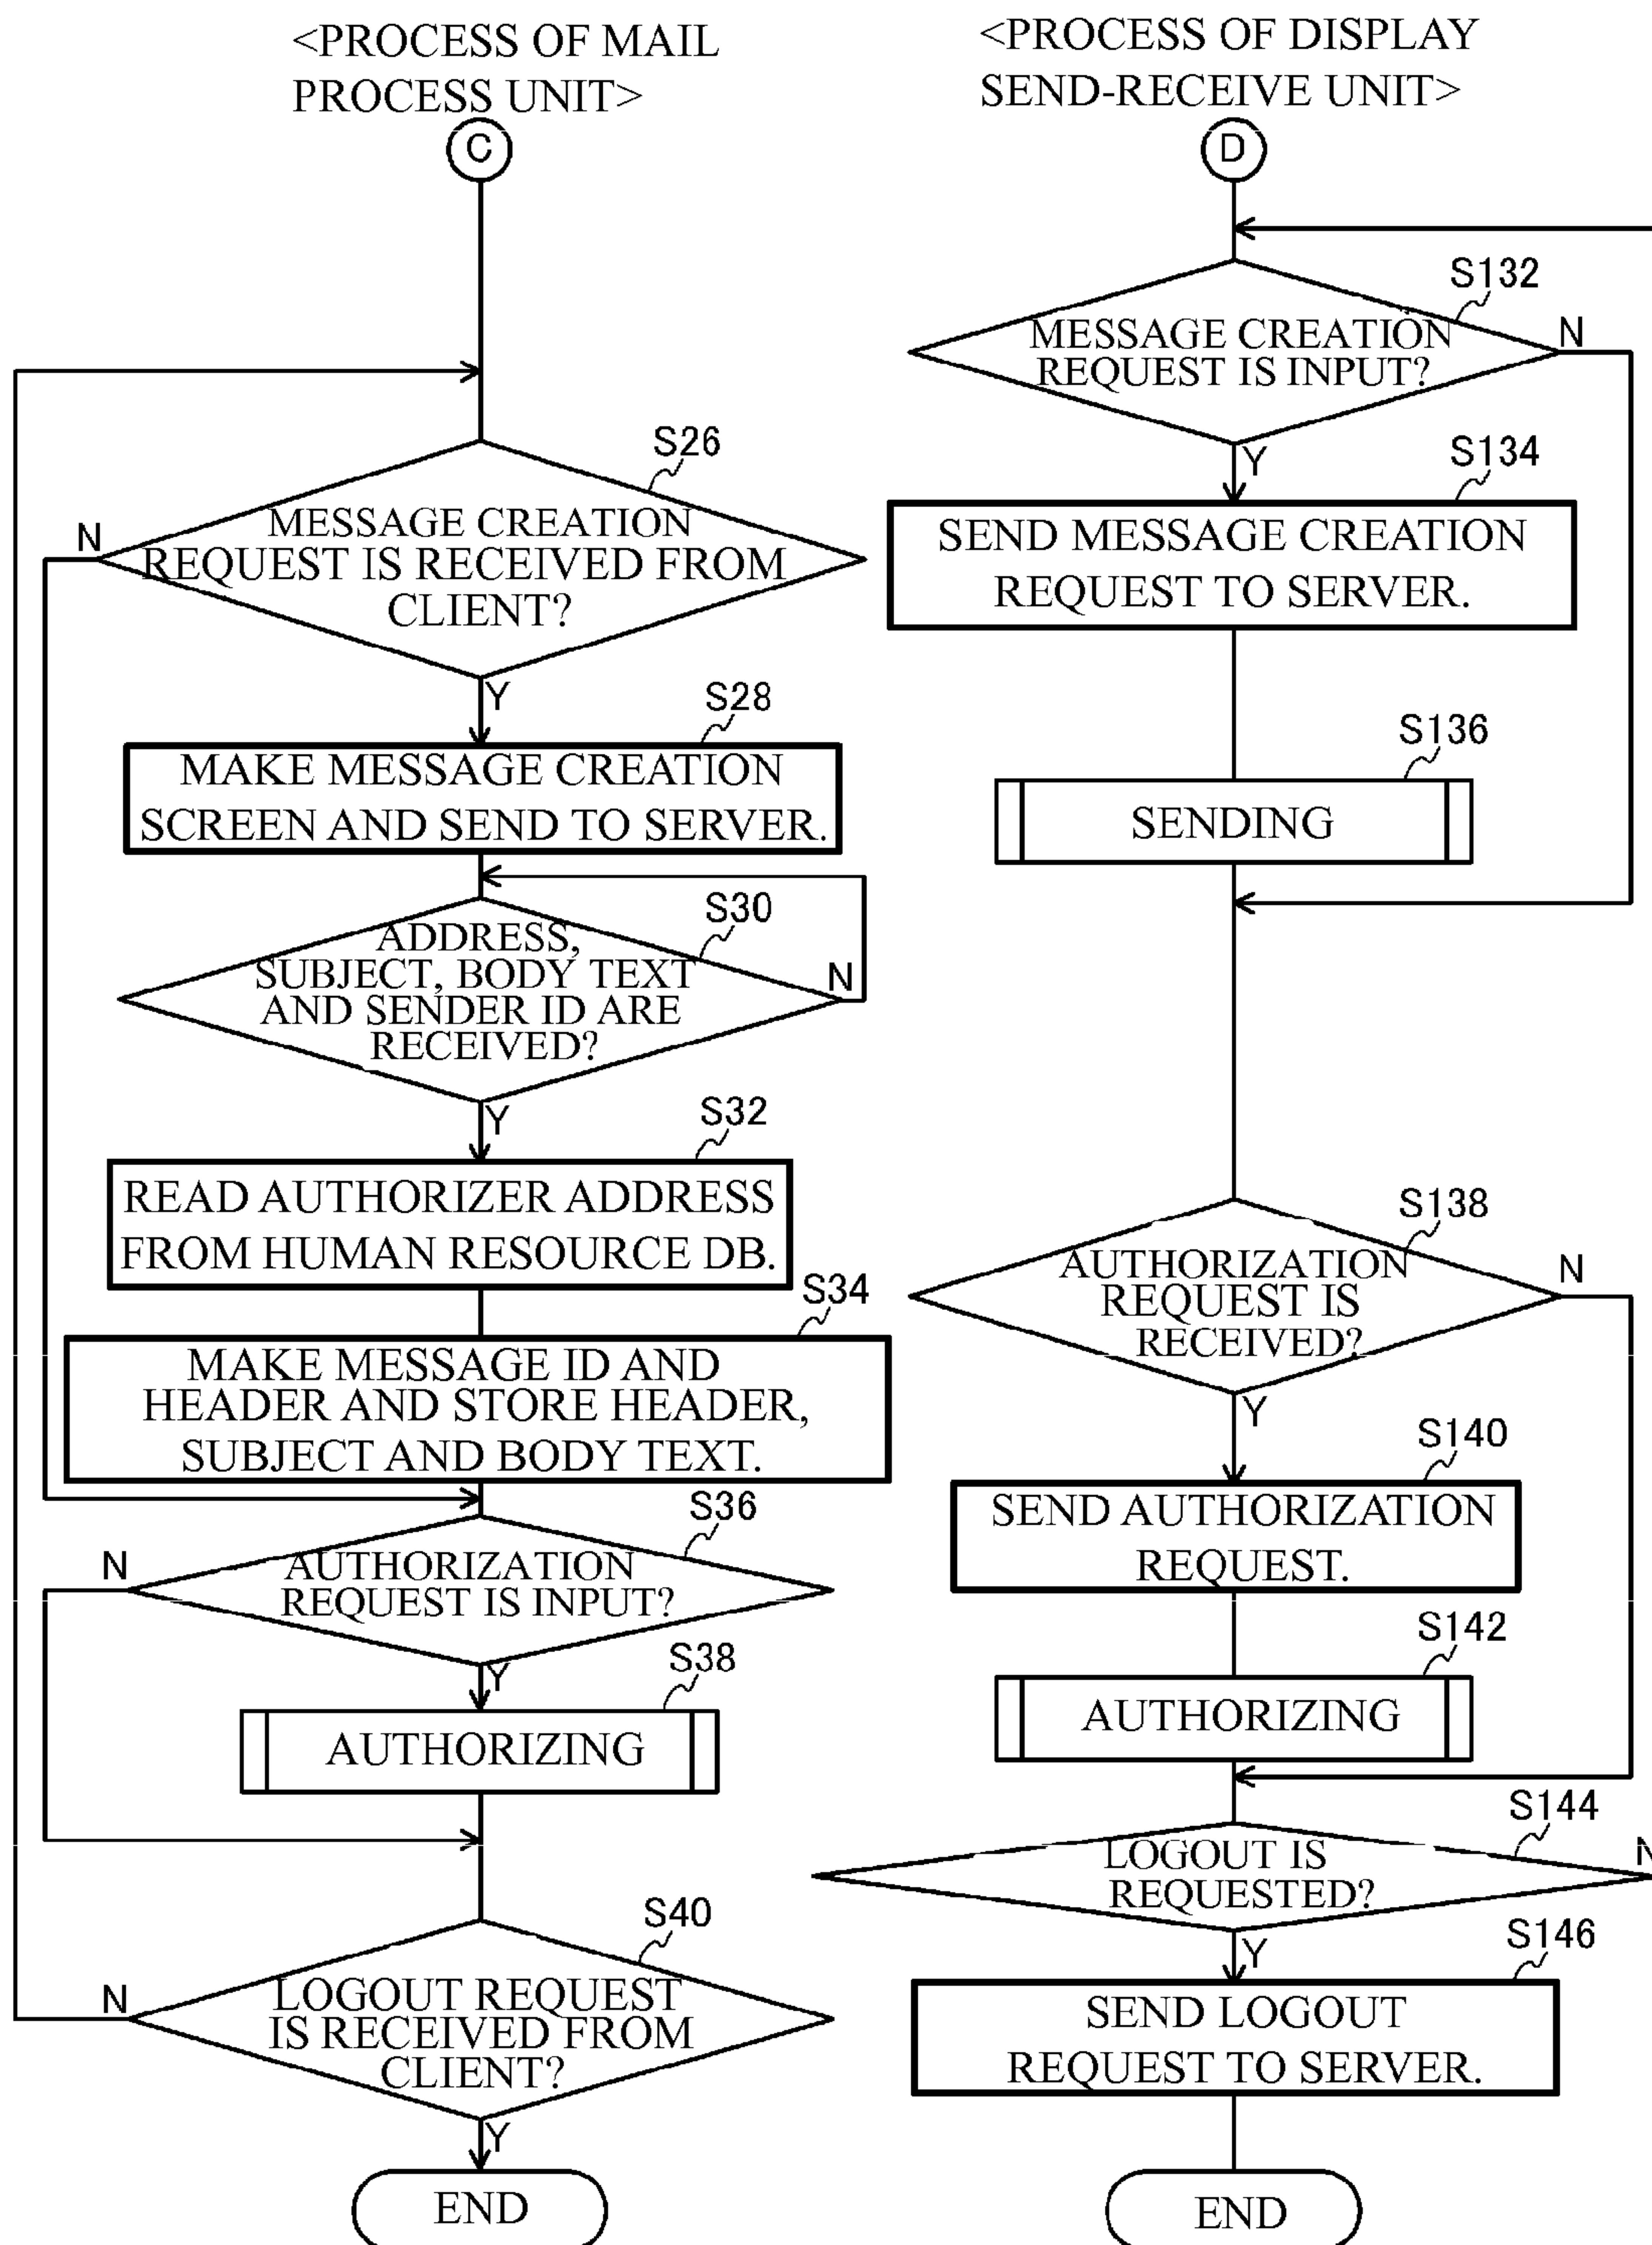 <PROCESS OF MAIL
PROCESS UNIT>
C
S26
MESSAGE CREATION
REQUEST IS RECEIVED FROM
CLIENT?
N
Y
S28
MAKE MESSAGE CREATION
SCREEN AND SEND TO SERVER.
S30
ADDRESS,
SUBJECT, BODY TEXT
AND SENDER ID ARE
RECEIVED?
N
Y
S32
READ AUTHORIZER ADDRESS
FROM HUMAN RESOURCE DB.
S34
MAKE MESSAGE ID AND
HEADER AND STORE HEADER,
SUBJECT AND BODY TEXT.
S36
AUTHORIZATION
REQUEST IS INPUT?
N
Y
S38
AUTHORIZING
S40
LOGOUT REQUEST
IS RECEIVED FROM
CLIENT?
N
Y
END
<PROCESS OF DISPLAY
SEND-RECEIVE UNIT>
D
S132
MESSAGE CREATION
REQUEST IS INPUT?
N
Y
S134
SEND MESSAGE CREATION
REQUEST TO SERVER.
S136
SENDING
S138
AUTHORIZATION
REQUEST IS
RECEIVED?
N
Y
S140
SEND AUTHORIZATION
REQUEST.
S142
AUTHORIZING
S144
LOGOUT IS
REQUESTED?
N
Y
S146
SEND LOGOUT
REQUEST TO SERVER.
END